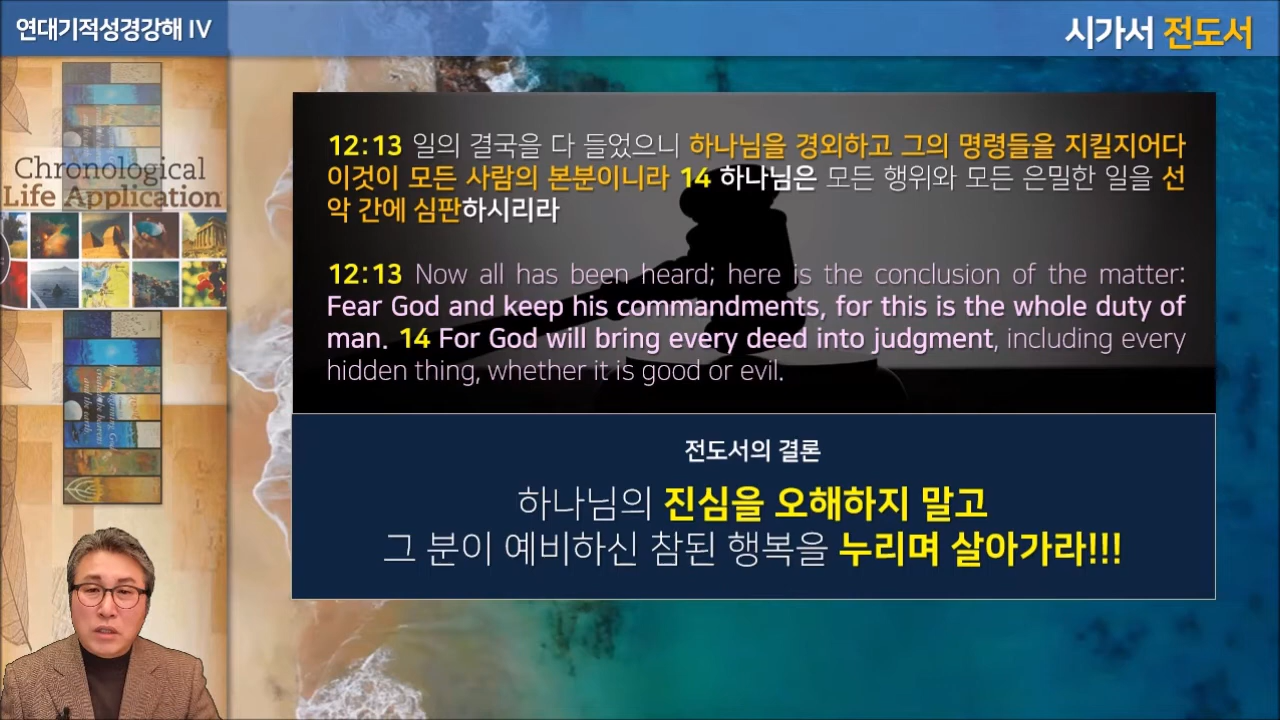 연대기적성경강해 IV
시가서 전도서
Chronological
Life Application
12:13 일의 결국을 다 들었으니 하나님을 경외하고 그의 명령들을 지킬지어다
이것이 모든 사람의 본분이니라 14 하나님은 모든 행위와 모든 은밀한 일을 선
악 간에 심판하시리라
12:13 Now all has been heard; here is the conclusion of the matter:
Fear God and keep his commandments, for this is the whole duty of
man. 14 For God will bring every deed into judgment, including every
hidden thing, whether it is good or evil.
전도서의 결론
하나님의 진심을 오해하지 말고
그 분이 예비하신 참된 행복을 누리며 살아가라!!!